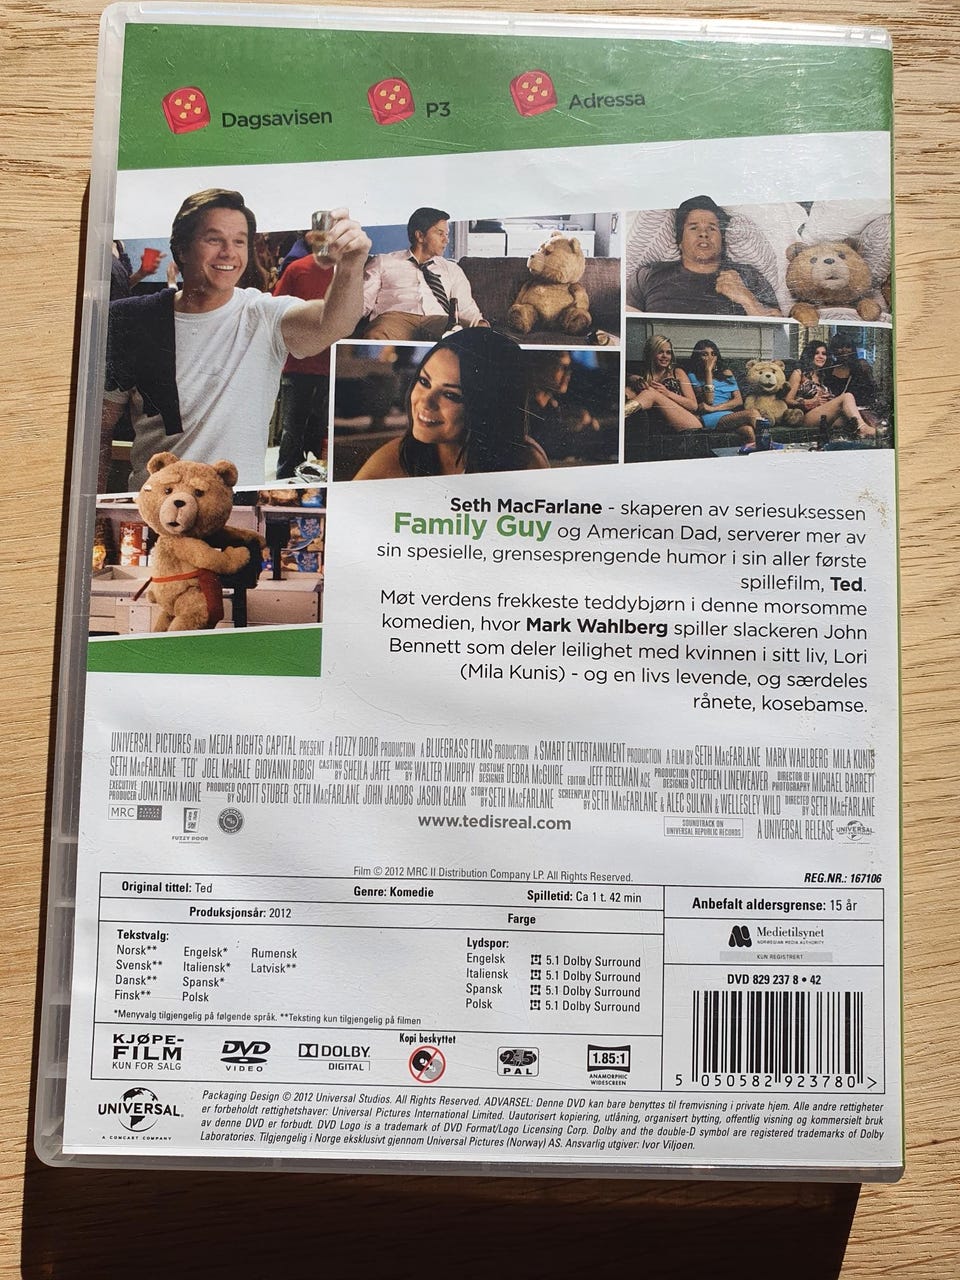 Dagsavisen
P3
Adressa
Seth MacFarlane - skaperen av seriesuksessen
Family Guy og American Dad, serverer mer av
sin spesielle, grensesprengende humor i sin aller første
spillefilm, Ted.
Møt verdens frekkeste teddybjørn i denne morsomme
komedien, hvor Mark Wahlberg spiller slackeren John
Bennett som deler leilighet med kvinnen i sitt liv, Lori
(Mila Kunis) - og en livs levende, og særdeles
rånete, kosebamse.
UNIVERSAL PICTURES AND MEDIA RIGHTS CAPITAL PRESENT A FUZZY DOOR PRODUCTION A BLUEGRASS FILMS PRODUCTION A SMART ENTERTAINMENT PRODUCTION A FILM BY SETH MACFARLANE MARK WAHLBERG MILA KUNIS
SETH MACFARLANE "TED" JOEL McHALE GIOVANNI RIBISI CASTING BY SHEILA JAFFE MUSIC BY WALTER MURPHY COSTUME DESIGNER DEBRA McGUIRE EDITOR JEFF FREEMAN ACE PRODUCTION DESIGNER STEPHEN LINEWEAVER DIRECTOR OF PHOTOGRAPHY MICHAEL BARRETT
EXECUTIVE PRODUCER JONATHAN MONE PRODUCED BY SCOTT STUBER SETH MACFARLANE JOHN JACOBS JASON CLARK STORY BY SETH MACFARLANE SCREENPLAY BY SETH MACFARLANE & ALEC SULKIN & WELLESLEY WILD DIRECTED BY SETH MACFARLANE
MRC MEDIA RIGHTS CAPITAL
FUZZY DOOR
www.tedisreal.com
SOUNDTRACK ON
UNIVERSAL REPUBLIC RECORDS
A UNIVERSAL RELEASE UNIVERSAL
Film © 2012 MRC II Distribution Company LP. All Rights Reserved.
REG.NR.: 167106
Original tittel: Ted
Genre: Komedie
Spilletid: Ca 1 t. 42 min
Produksjonsår: 2012
Farge
Anbefalt aldersgrense: 15 år
Medietilsynet
NORWEGIAN MEDIA AUTHORITY
KUN REGISTRERT
Tekstvalg:
Norsk** Engelsk* Rumensk
Svensk** Italiensk* Latvisk**
Dansk** Spansk*
Finsk** Polsk
*Menyvalg tilgjengelig på følgende språk. **Teksting kun tilgjengelig på filmen
Lydspor:
Engelsk 5.1 Dolby Surround
Italiensk 5.1 Dolby Surround
Spansk 5.1 Dolby Surround
Polsk 5.1 Dolby Surround
DVD 829 237 8 • 42
5 050582 923780 >
KJØPE-
FILM
KUN FOR SALG
DVD
VIDEO
DOLBY
DIGITAL
Kopi beskyttet
2 5
PAL
1.85:1
ANAMORPHIC
WIDESCREEN
UNIVERSAL
A COMCAST COMPANY
Packaging Design © 2012 Universal Studios. All Rights Reserved. ADVARSEL: Denne DVD kan bare benyttes til fremvisning i private hjem. Alle andre rettigheter
er forbeholdt rettighetshaver: Universal Pictures International Limited. Uautorisert kopiering, utlåning, organisert bytting, offentlig visning og kommersielt bruk
av denne DVD er forbudt. DVD Logo is a trademark of DVD Format/Logo Licensing Corp. Dolby and the double-D symbol are registered trademarks of Dolby
Laboratories. Tilgjengelig i Norge eksklusivt gjennom Universal Pictures (Norway) AS. Ansvarlig utgiver: Ivor Viljoen.